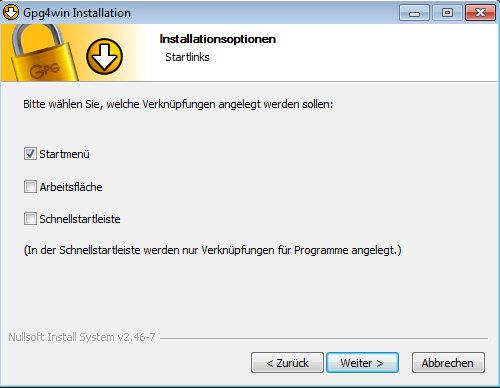 Gpg4win Installation
GPG
Installationsoptionen
Startlinks
Bitte wählen Sie, welche Verknüpfungen angelegt werden sollen:
Startmenü
Arbeitsfläche
Schnellstartleiste
(In der Schnellstartleiste werden nur Verknüpfungen für Programme angelegt.)
Nullsoft Install System v2.46-7
< Zurück
Weiter >
Abbrechen